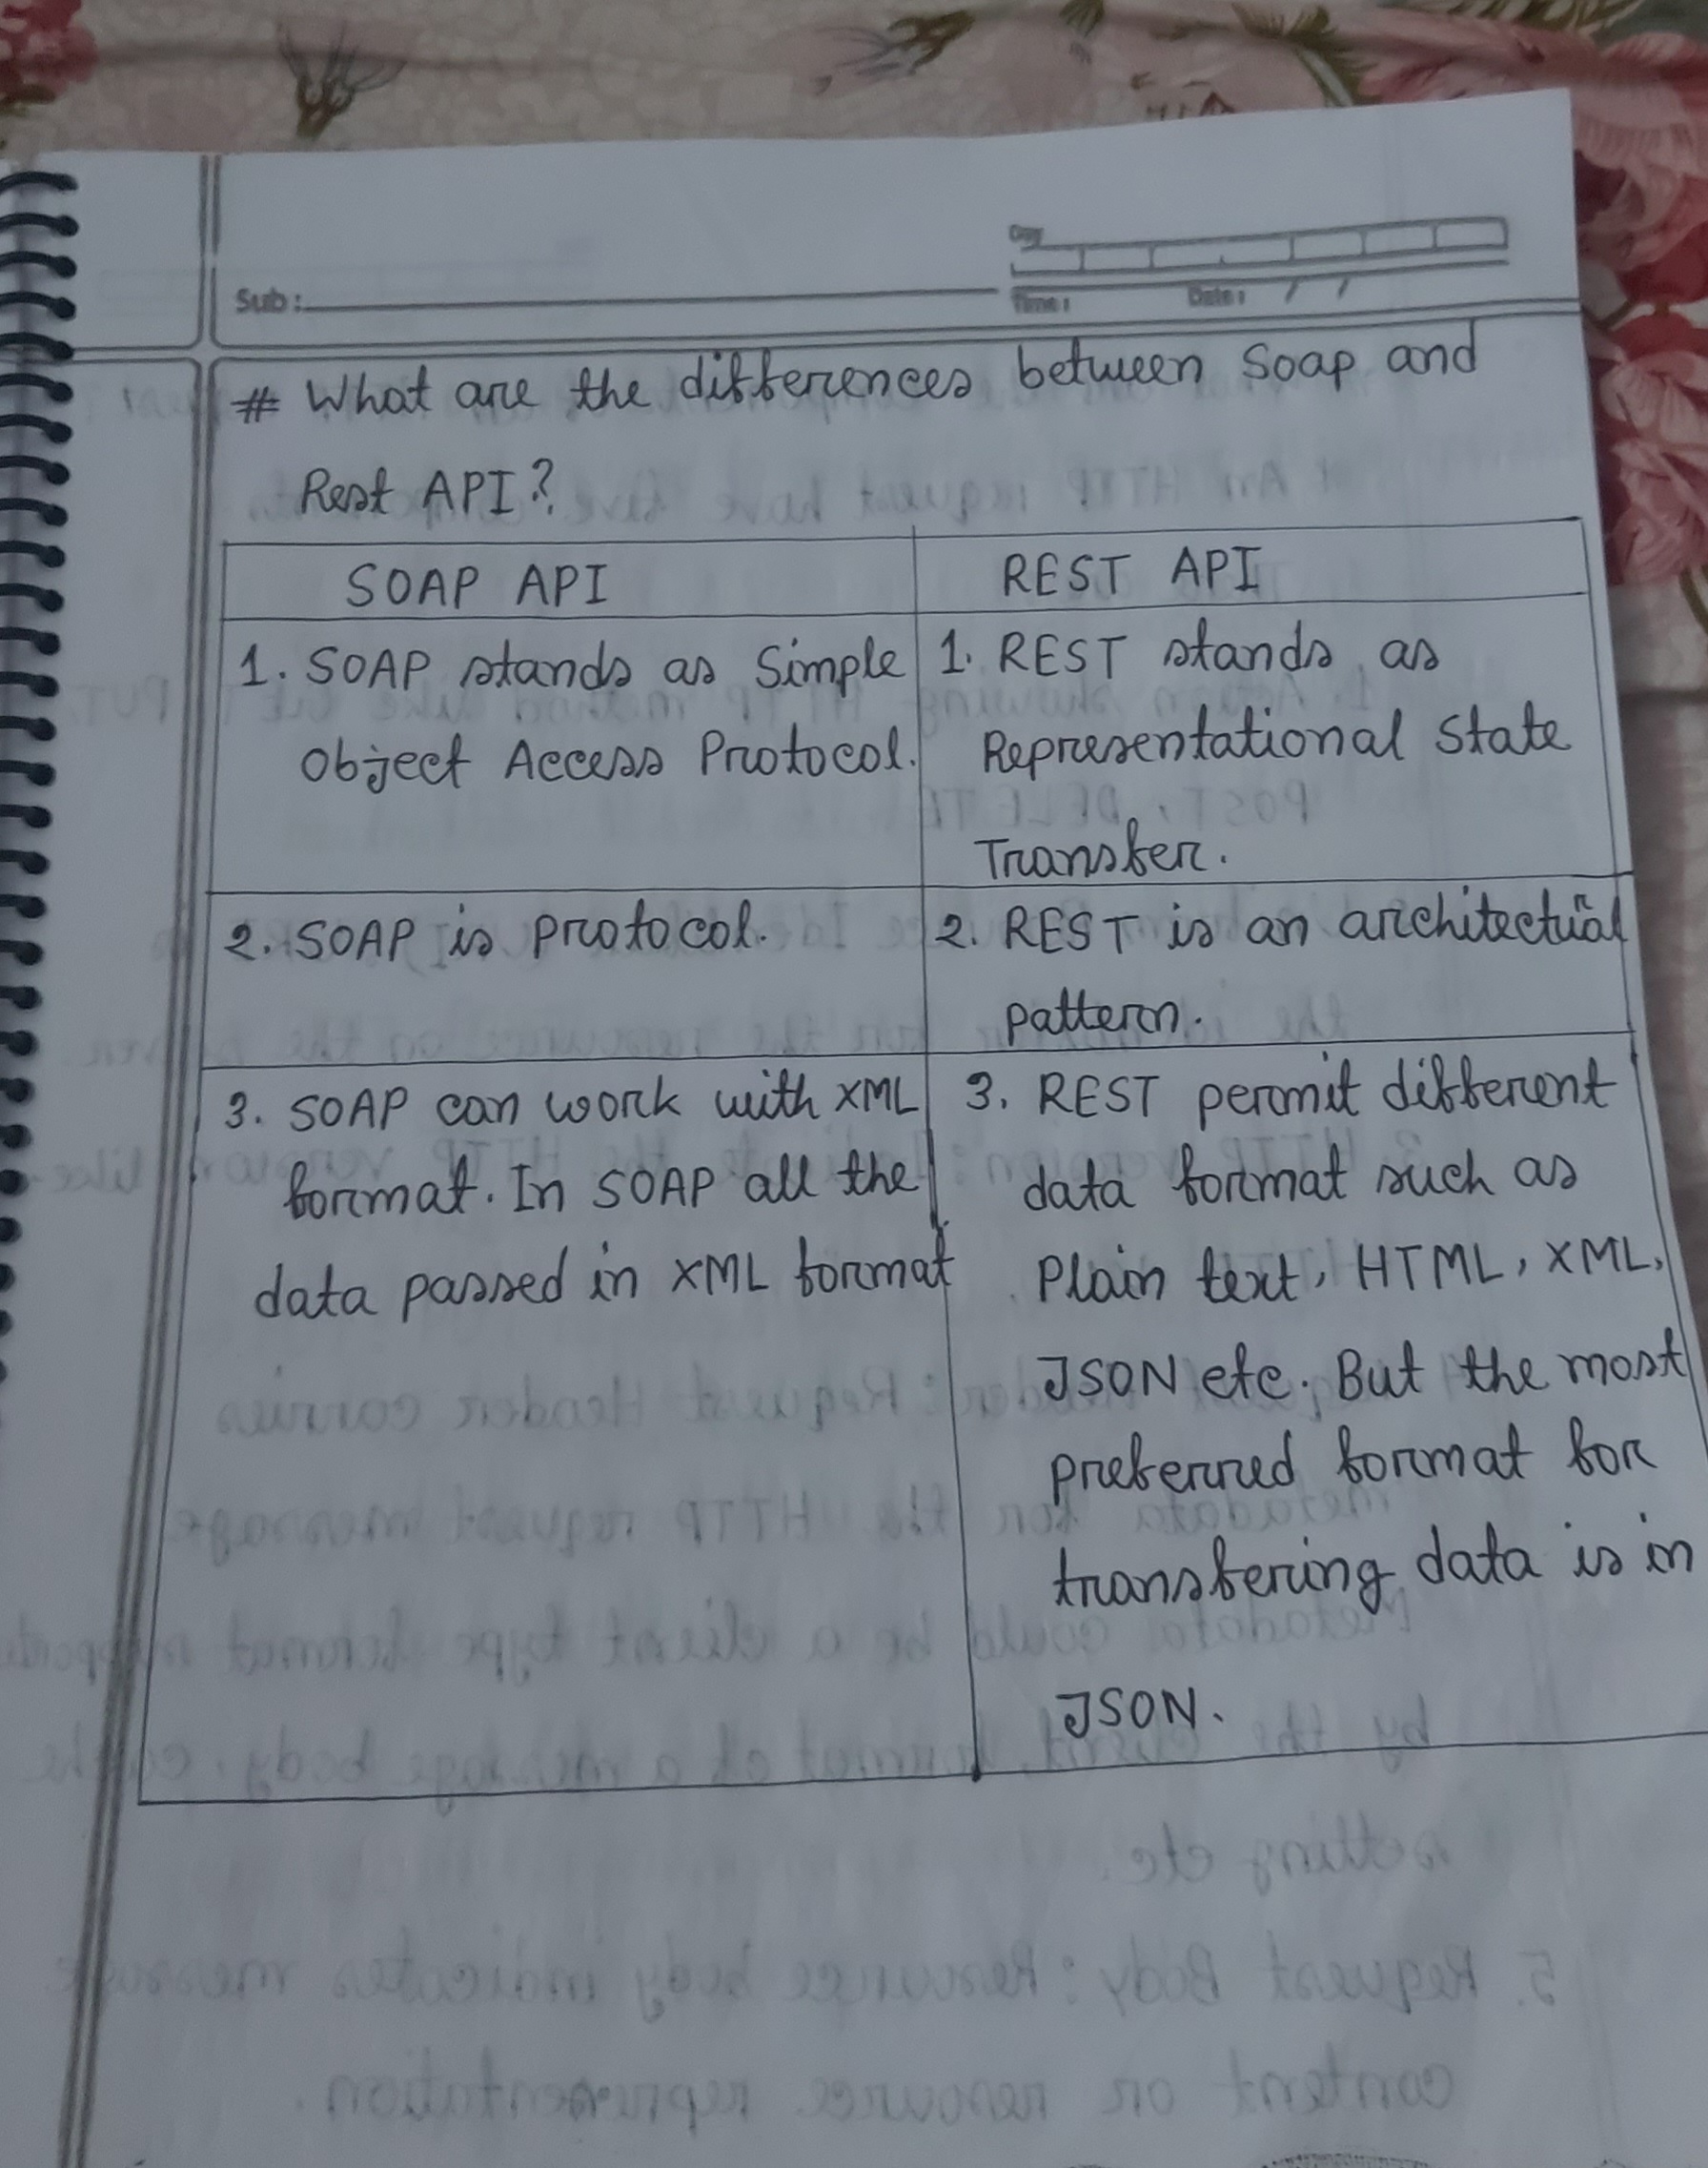 Copy
Sub:
Time: Date: / /
# What are the differences between Soap and
Rest API?
SOAP API
REST API
1. SOAP stands as Simple
Object Access Protocol.
1. REST stands as
Representational State
Transfer.
2. SOAP is protocol.
2. REST is an architectural
pattern.
3. SOAP can work with XML
format. In SOAP all the
data passed in XML format
3. REST permit different
data format such as
Plain text, HTML, XML,
JSON etc. But the most
preferred format for
transfering data is in
JSON.